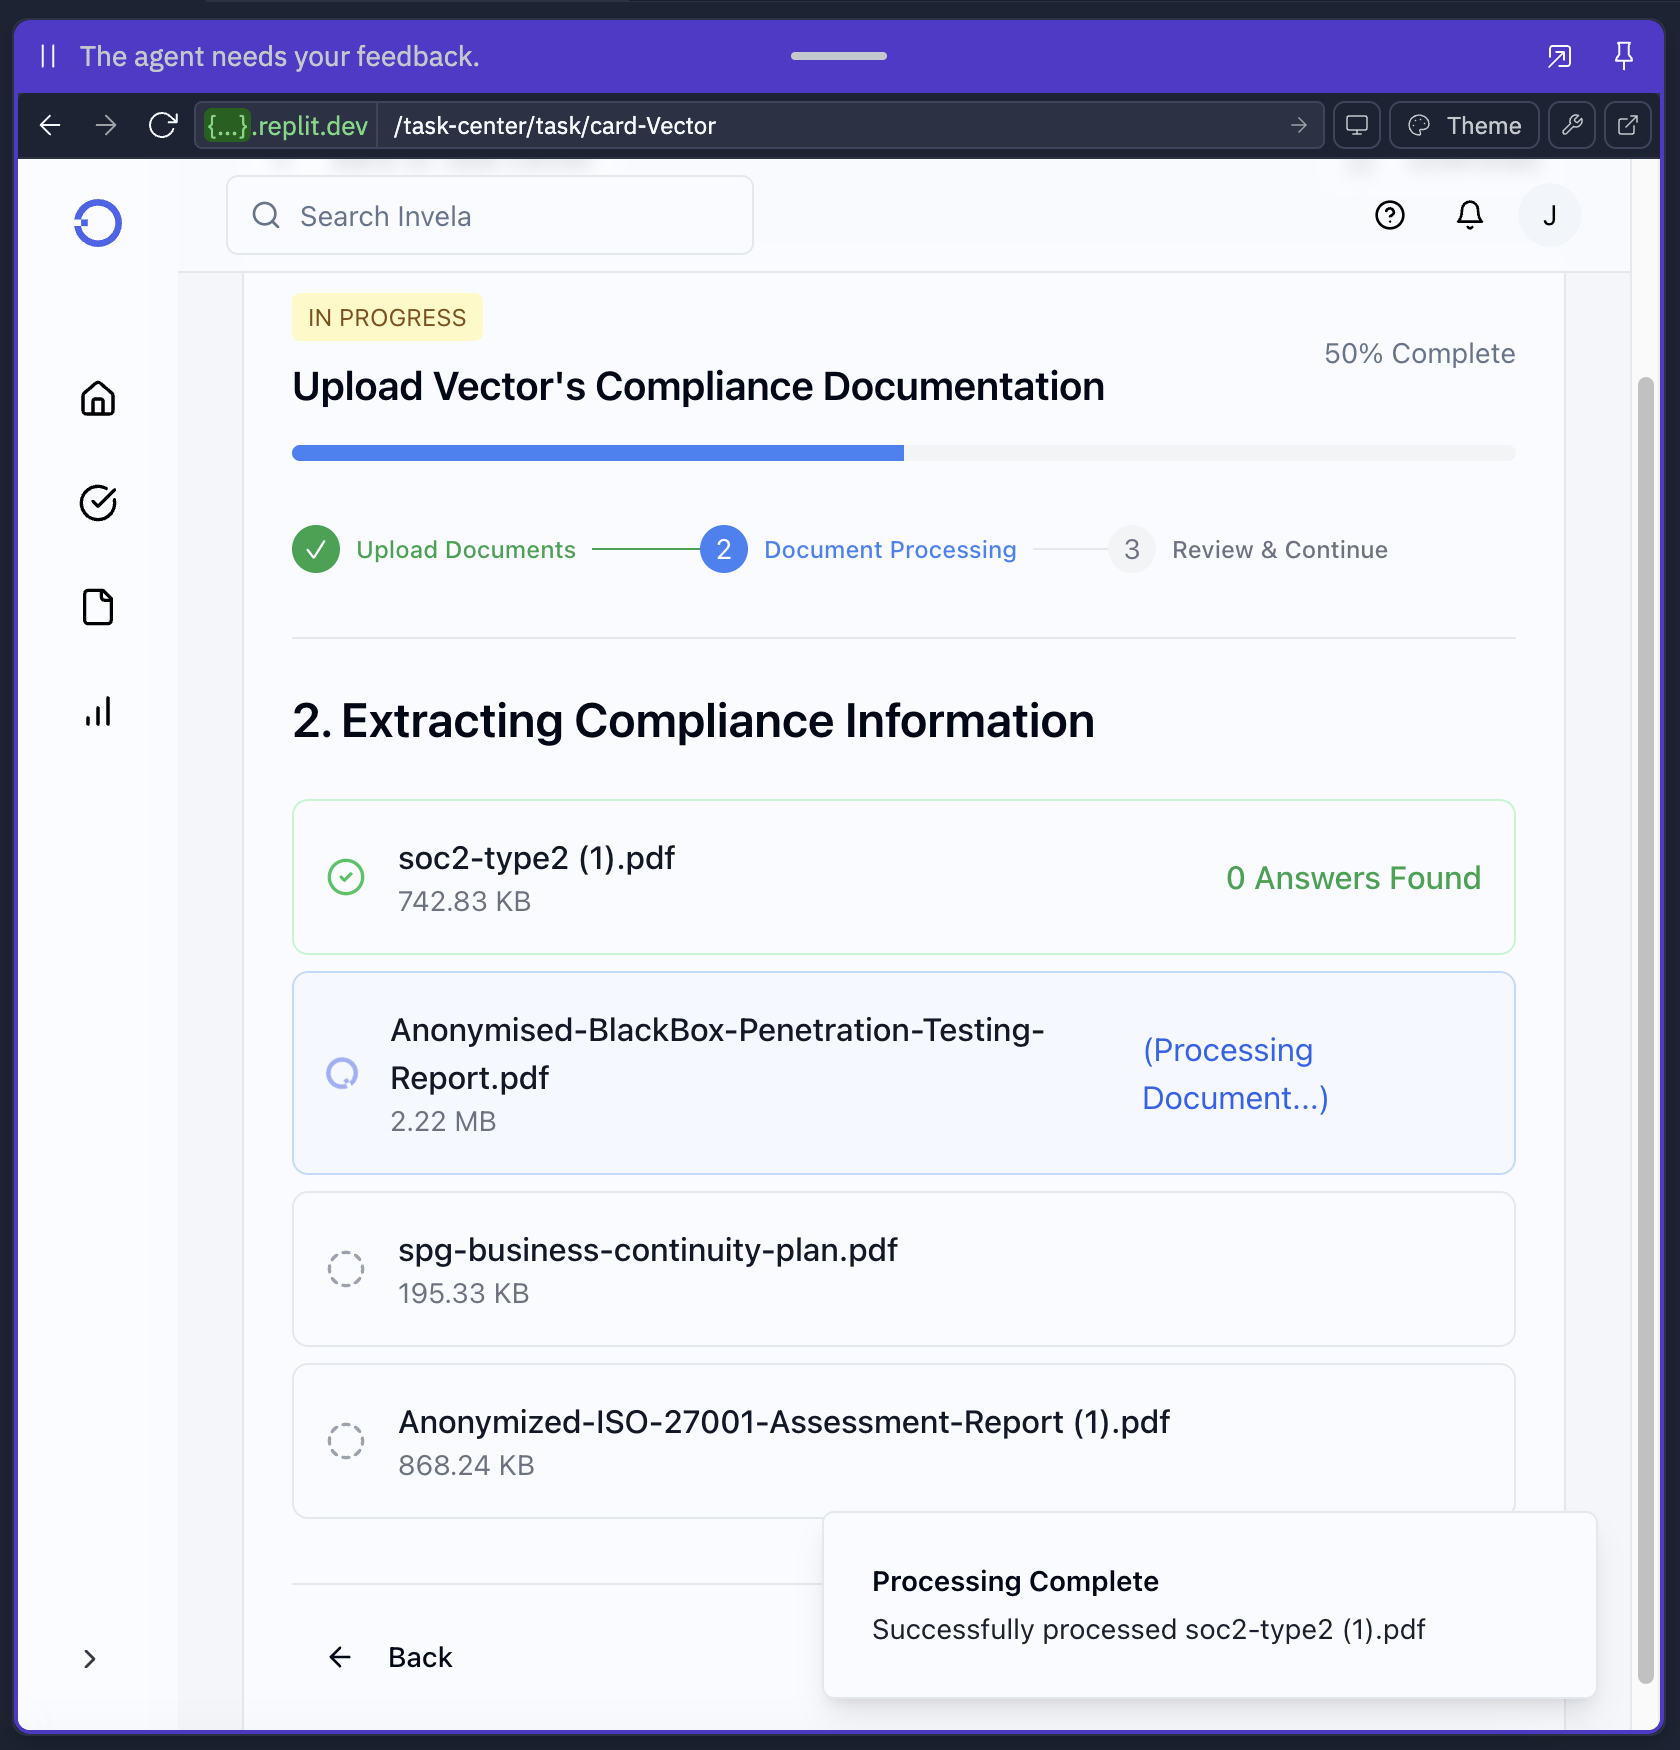 The agent needs your feedback.
{...}.replit.dev /task-center/task/card-Vector
Theme
Search Invela
J
IN PROGRESS
50% Complete
Upload Vector's Compliance Documentation
Upload Documents
2 Document Processing
3 Review & Continue
2. Extracting Compliance Information
soc2-type2 (1).pdf
742.83 KB
0 Answers Found
Anonymised-BlackBox-Penetration-Testing-
Report.pdf
2.22 MB
(Processing
Document...)
spg-business-continuity-plan.pdf
195.33 KB
Anonymized-ISO-27001-Assessment-Report (1).pdf
868.24 KB
Processing Complete
Successfully processed soc2-type2 (1).pdf
Back